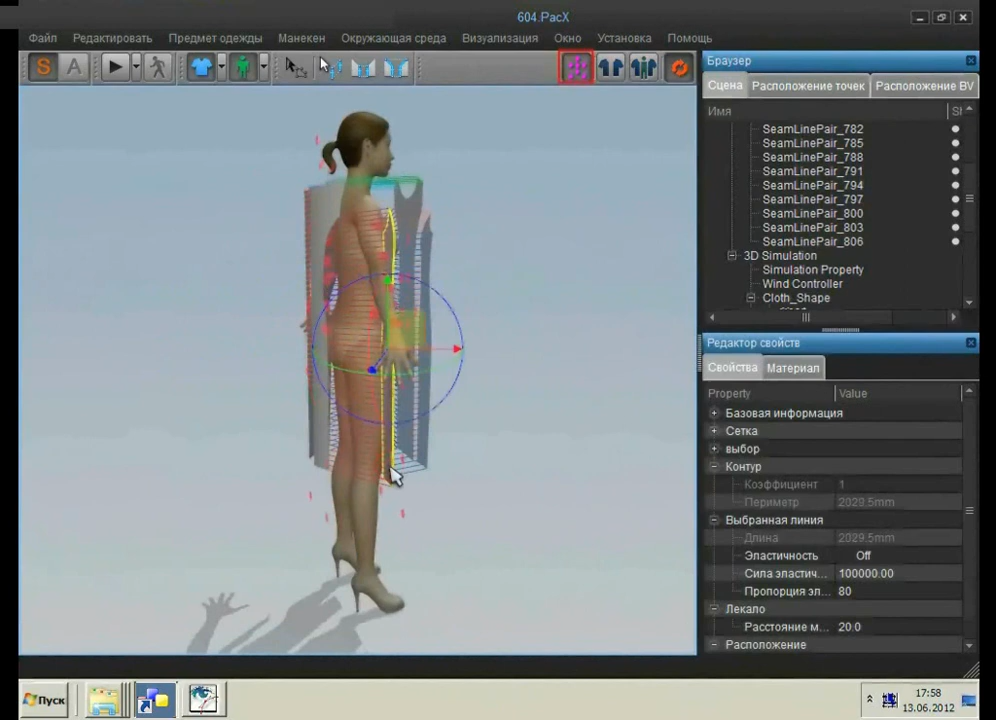 604.PacX
Файл Редактировать Предмет одежды Манекен Окружающая среда Визуализация Окно Установка Помощь
S A
Браузер
Сцена Расположение точек Расположение BV
Имя
SeamLinePair_782
SeamLinePair_785
SeamLinePair_788
SeamLinePair_791
SeamLinePair_794
SeamLinePair_797
SeamLinePair_800
SeamLinePair_803
SeamLinePair_806
3D Simulation
Simulation Property
Wind Controller
Cloth_Shape
Редактор свойств
Свойства Материал
Property Value
Базовая информация
Сетка
выбор
Контур
Коэффициент 1
Периметр 2029.5mm
Выбранная линия
Длина 2029.5mm
Эластичность Off
Сила эластич... 100000.00
Пропорция эл... 80
Лекало
Расстояние м... 20.0
Расположение
Пуск
17:58
13.06.2012